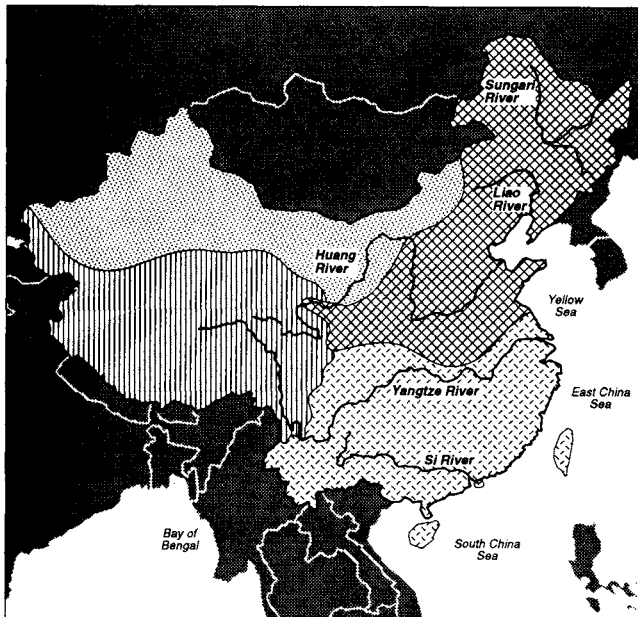 Sungari
River
Liao
River
Huang
River
Yellow
Sea
Yangtze River
East China
Sea
Si River
Bay of
Bengal
South China
Sea